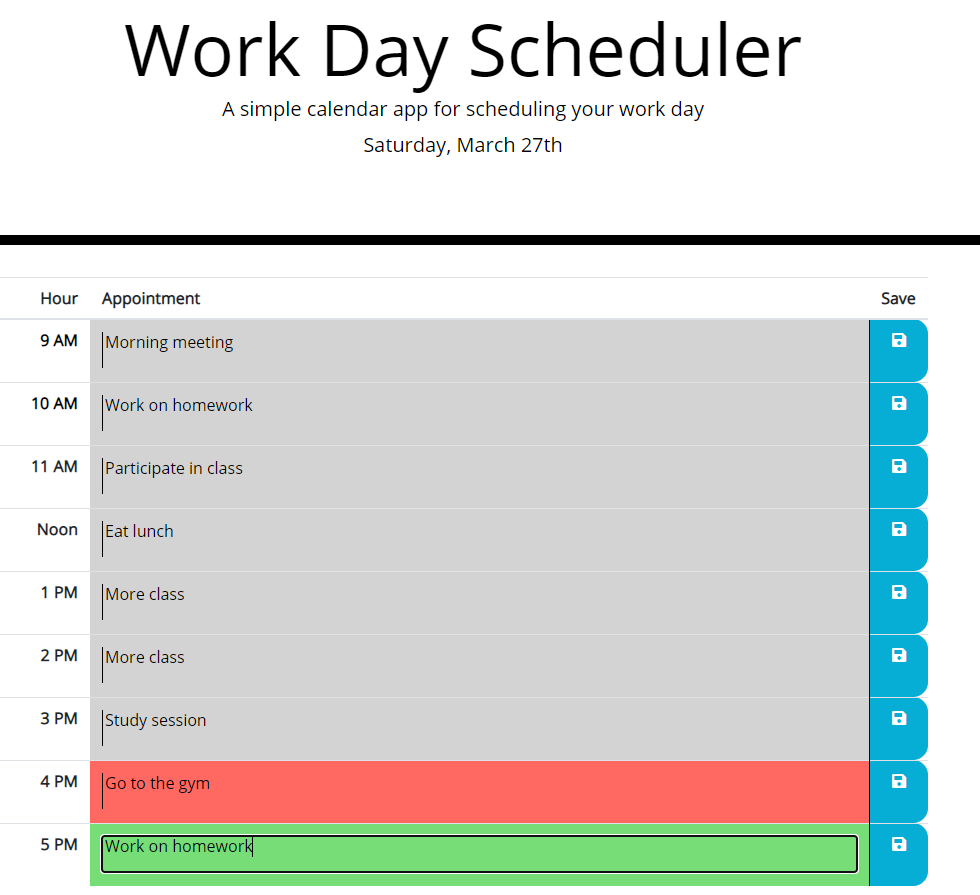 Work Day Scheduler
A simple calendar app for scheduling your work day
Saturday, March 27th
Hour Appointment Save
9 AM Morning meeting
10 AM Work on homework
11 AM Participate in class
Noon Eat lunch
1 PM More class
2 PM More class
3 PM Study session
4 PM Go to the gym
5 PM Work on homework